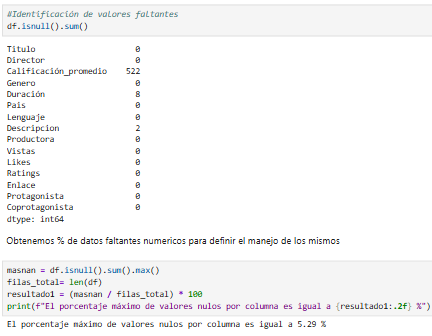 #Identificación de valores faltantes
df.isnull().sum()
Titulo 0
Director 0
Calificación_promedio 522
Genero 0
Duración 8
Pais 0
Lenguaje 0
Descripcion 2
Productora 0
Vistas 0
Likes 0
Ratings 0
Enlace 0
Protagonista 0
Coprotagonista 0
dtype: int64
Obtenemos % de datos faltantes numericos para definir el manejo de los mismos
masnan = df.isnull().sum().max()
filas_total= len(df)
resultado1 = (masnan / filas_total) * 100
print(f"El porcentaje máximo de valores nulos por columna es igual a {resultado1:.2f} %")
El porcentaje máximo de valores nulos por columna es igual a 5.29 %